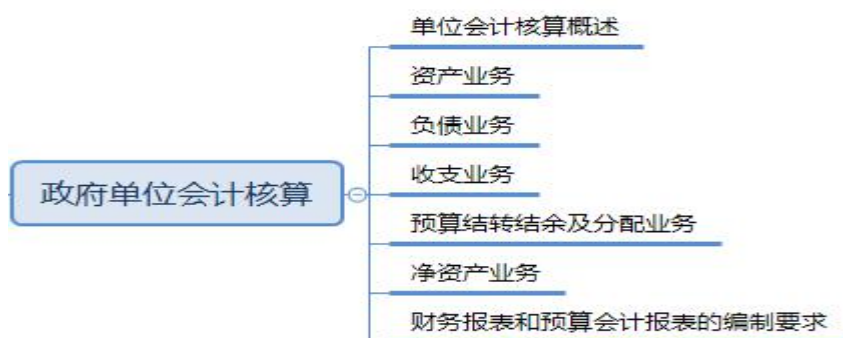 单位会计核算概述
资产业务
负债业务
政府单位会计核算
收支业务
预算结转结余及分配业务
净资产业务
财务报表和预算会计报表的编制要求